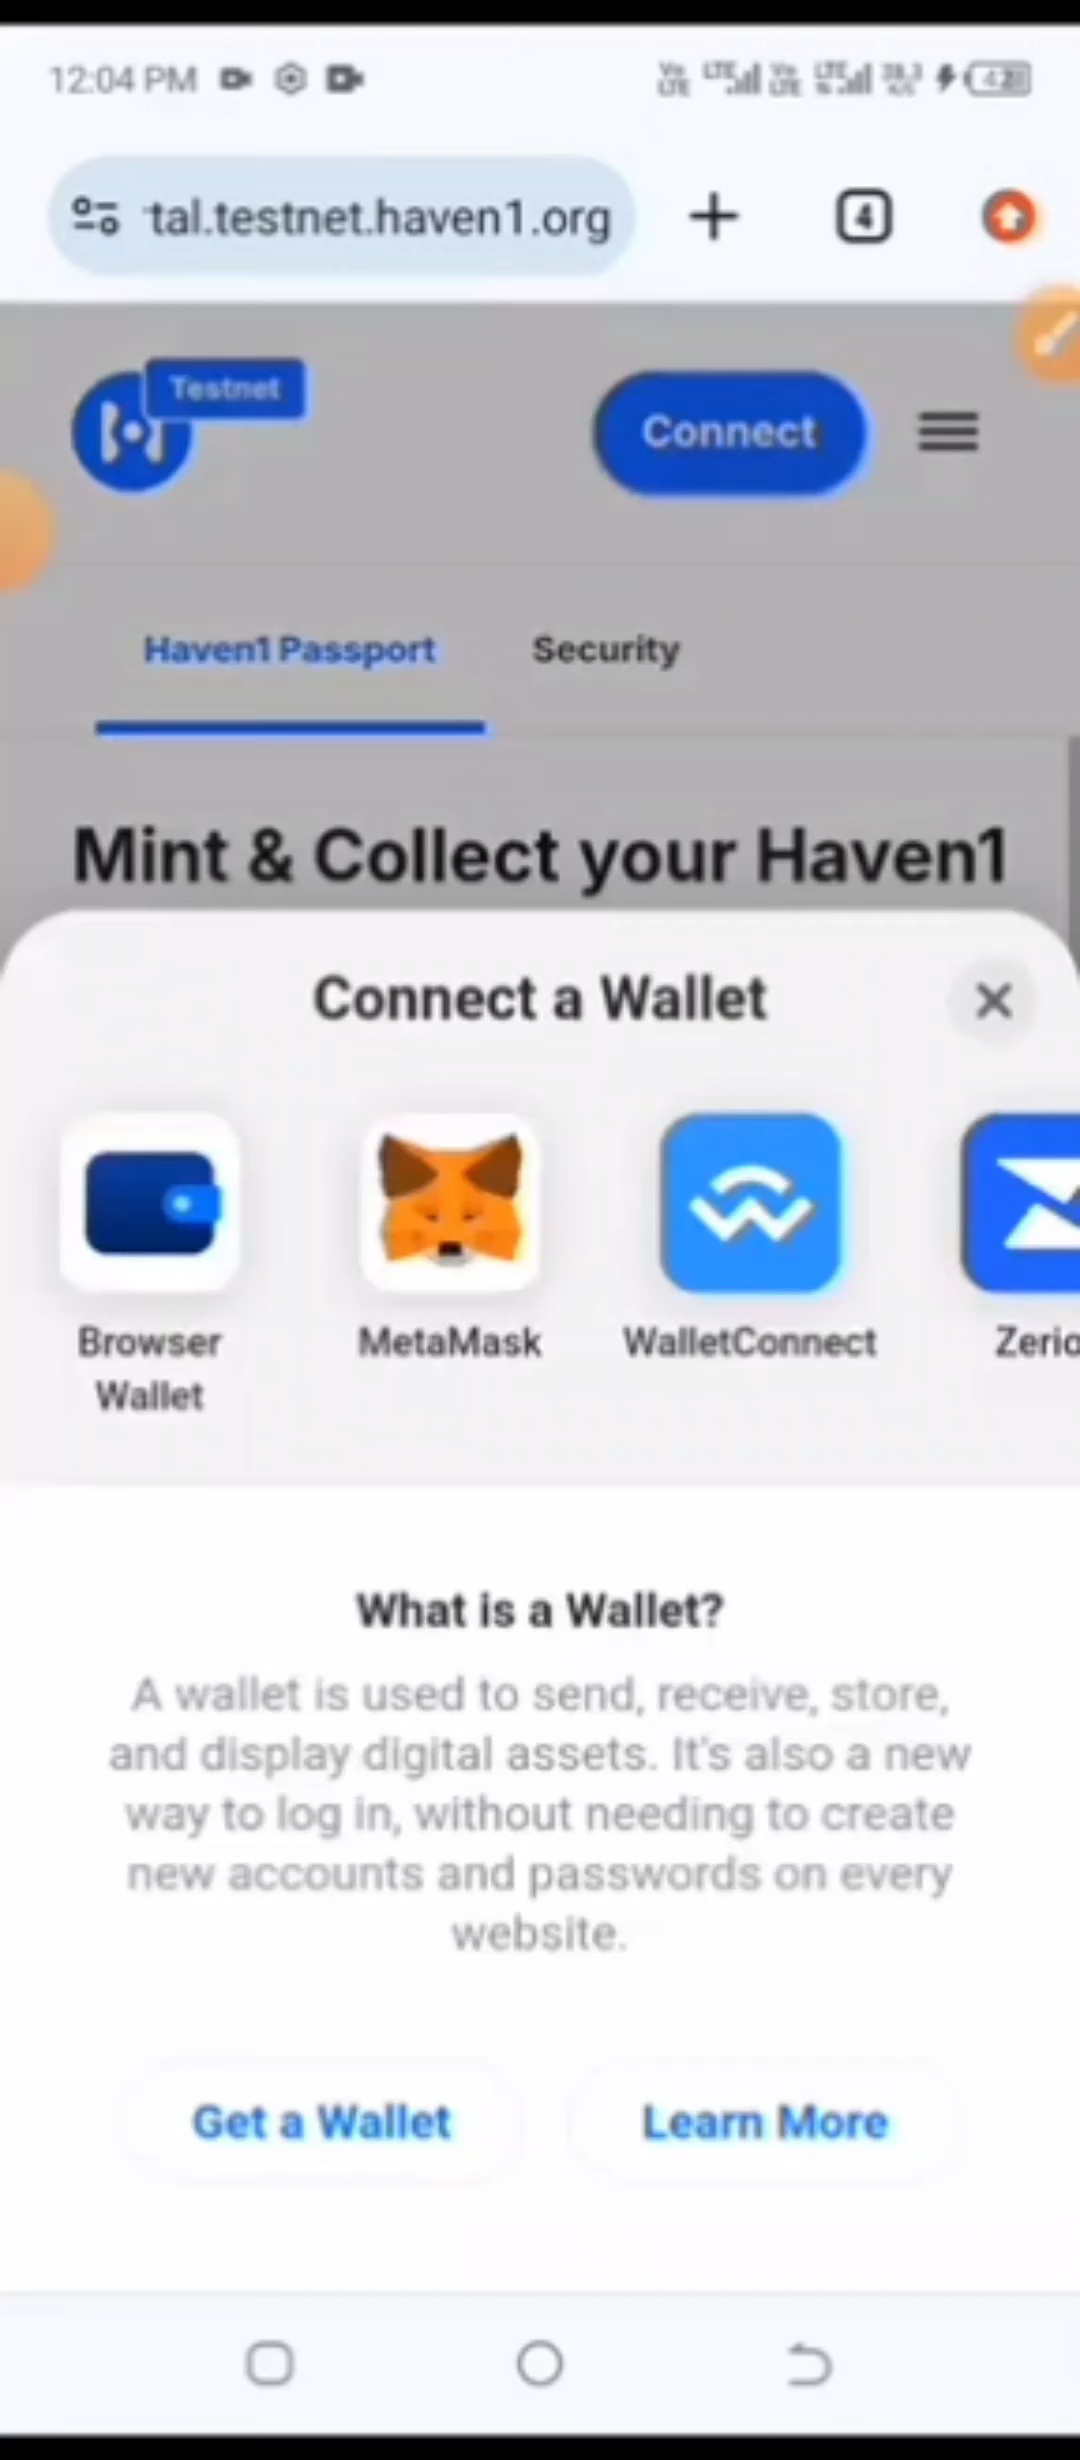 12:04 PM
tal.testnet.haven1.org
4
Testnet
Connect
Haven1 Passport
Security
Mint & Collect your Haven1
Connect a Wallet
Browser
Wallet
MetaMask
WalletConnect
Zerio
What is a Wallet?
A wallet is used to send, receive, store,
and display digital assets. It's also a new
way to log in, without needing to create
new accounts and passwords on every
website.
Get a Wallet
Learn More